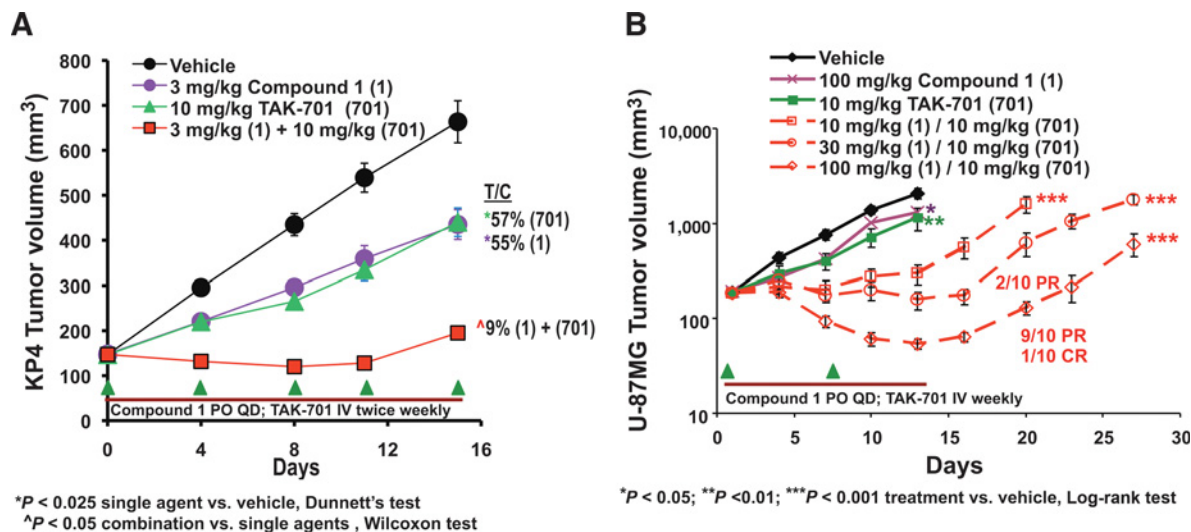 A
KP4 Tumor volume (mm³)
800
700
600
500
400
300
200
100
0
Vehicle
3 mg/kg Compound 1 (1)
10 mg/kg TAK-701 (701)
3 mg/kg (1) + 10 mg/kg (701)
T/C
*57% (701)
*55% (1)
^9% (1) + (701)
Compound 1 PO QD; TAK-701 IV twice weekly
0 4 8 12 16
Days
*P < 0.025 single agent vs. vehicle, Dunnett's test
^P < 0.05 combination vs. single agents , Wilcoxon test
B
U-87MG Tumor volume (mm³)
10,000
1,000
100
10
Vehicle
100 mg/kg Compound 1 (1)
10 mg/kg TAK-701 (701)
10 mg/kg (1) / 10 mg/kg (701)
30 mg/kg (1) / 10 mg/kg (701)
100 mg/kg (1) / 10 mg/kg (701)
*
**
***
***
***
2/10 PR
9/10 PR
1/10 CR
Compound 1 PO QD; TAK-701 IV weekly
0 5 10 15 20 25 30
Days
*P < 0.05; **P <0.01; ***P < 0.001 treatment vs. vehicle, Log-rank test